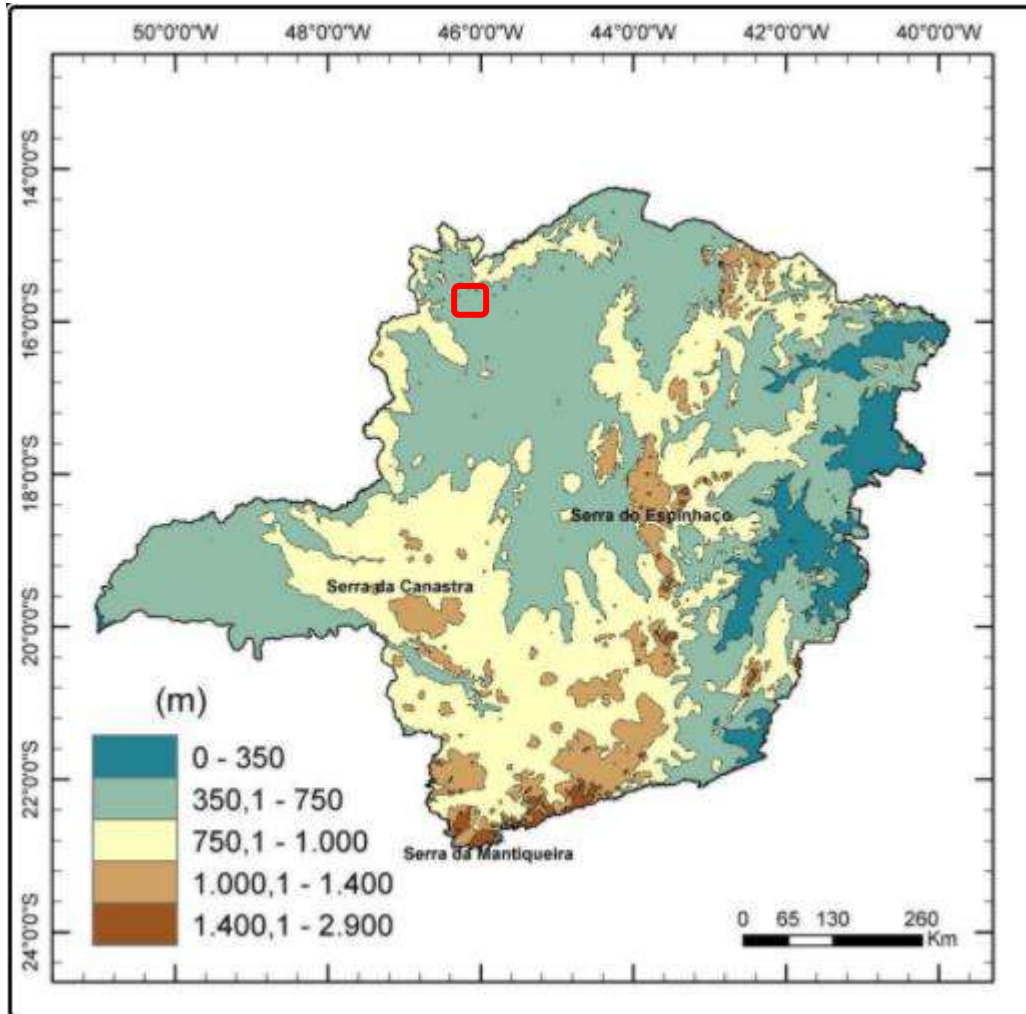 50°0'0"W 48°0'0"W 46°0'0"W 44°0'0"W 42°0'0"W 40°0'0"W
14°0'0"S
16°0'0"S
18°0'0"S
Serra do Espinhaço
Serra da Canastra
20°0'0"S
(m)
0 - 350
22°0'0"S
350,1 - 750
750,1 - 1.000
Serra da Mantiqueira
1.000,1 - 1.400
1.400,1 - 2.900
24°0'0"S
0 65 130 260
Km